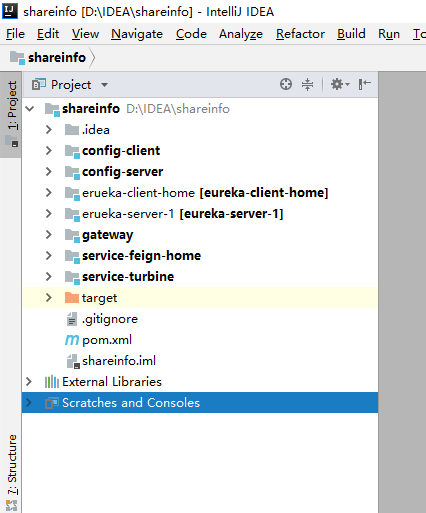 shareinfo [D:\IDEA\shareinfo] - IntelliJ IDEA
File Edit View Navigate Code Analyze Refactor Build Run To
shareinfo
1: Project
Project
shareinfo D:\IDEA\shareinfo
.idea
config-client
config-server
erueka-client-home [eureka-client-home]
erueka-server-1 [eureka-server-1]
gateway
service-feign-home
service-turbine
target
.gitignore
pom.xml
shareinfo.iml
External Libraries
Scratches and Consoles
7: Structure